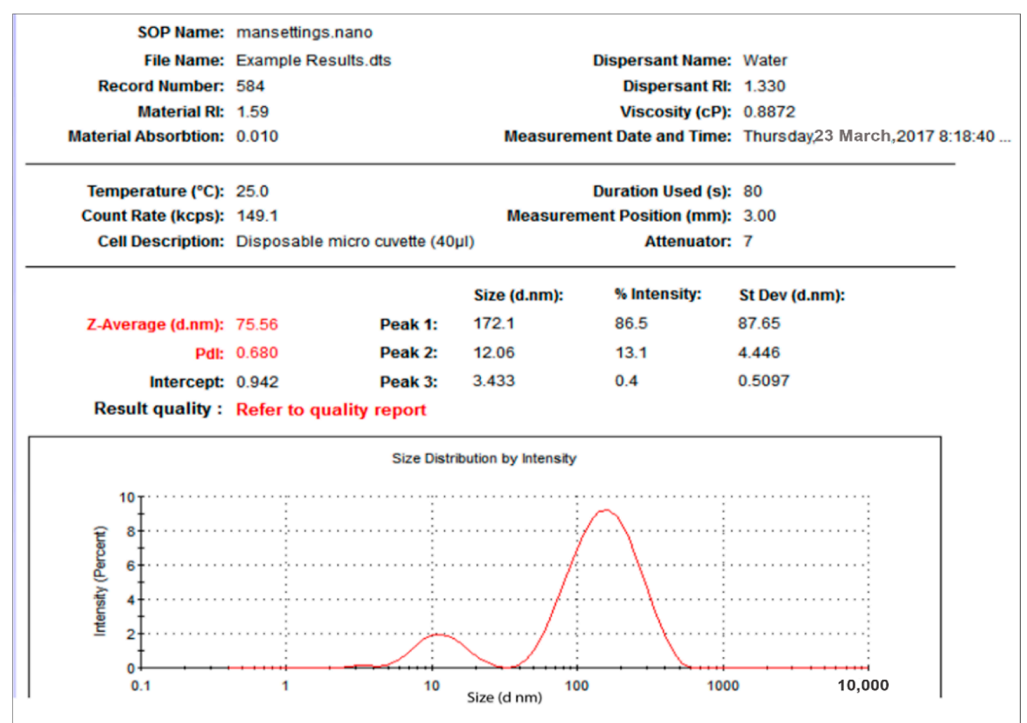 SOP Name: mansettings.nano
File Name: Example Results.dts Dispersant Name: Water
Record Number: 584 Dispersant RI: 1.330
Material RI: 1.59 Viscosity (cP): 0.8872
Material Absorbtion: 0.010 Measurement Date and Time: Thursday,23 March,2017 8:18:40 ...
Temperature (°C): 25.0 Duration Used (s): 80
Count Rate (kcps): 149.1 Measurement Position (mm): 3.00
Cell Description: Disposable micro cuvette (40µl) Attenuator: 7
Size (d.nm): % Intensity: St Dev (d.nm):
Z-Average (d.nm): 75.56 Peak 1: 172.1 86.5 87.65
PdI: 0.680 Peak 2: 12.06 13.1 4.446
Intercept: 0.942 Peak 3: 3.433 0.4 0.5097
Result quality : Refer to quality report
Size Distribution by Intensity
Intensity (Percent)
10
8
6
4
2
0
0.1 1 10 100 1000 10,000
Size (d nm)